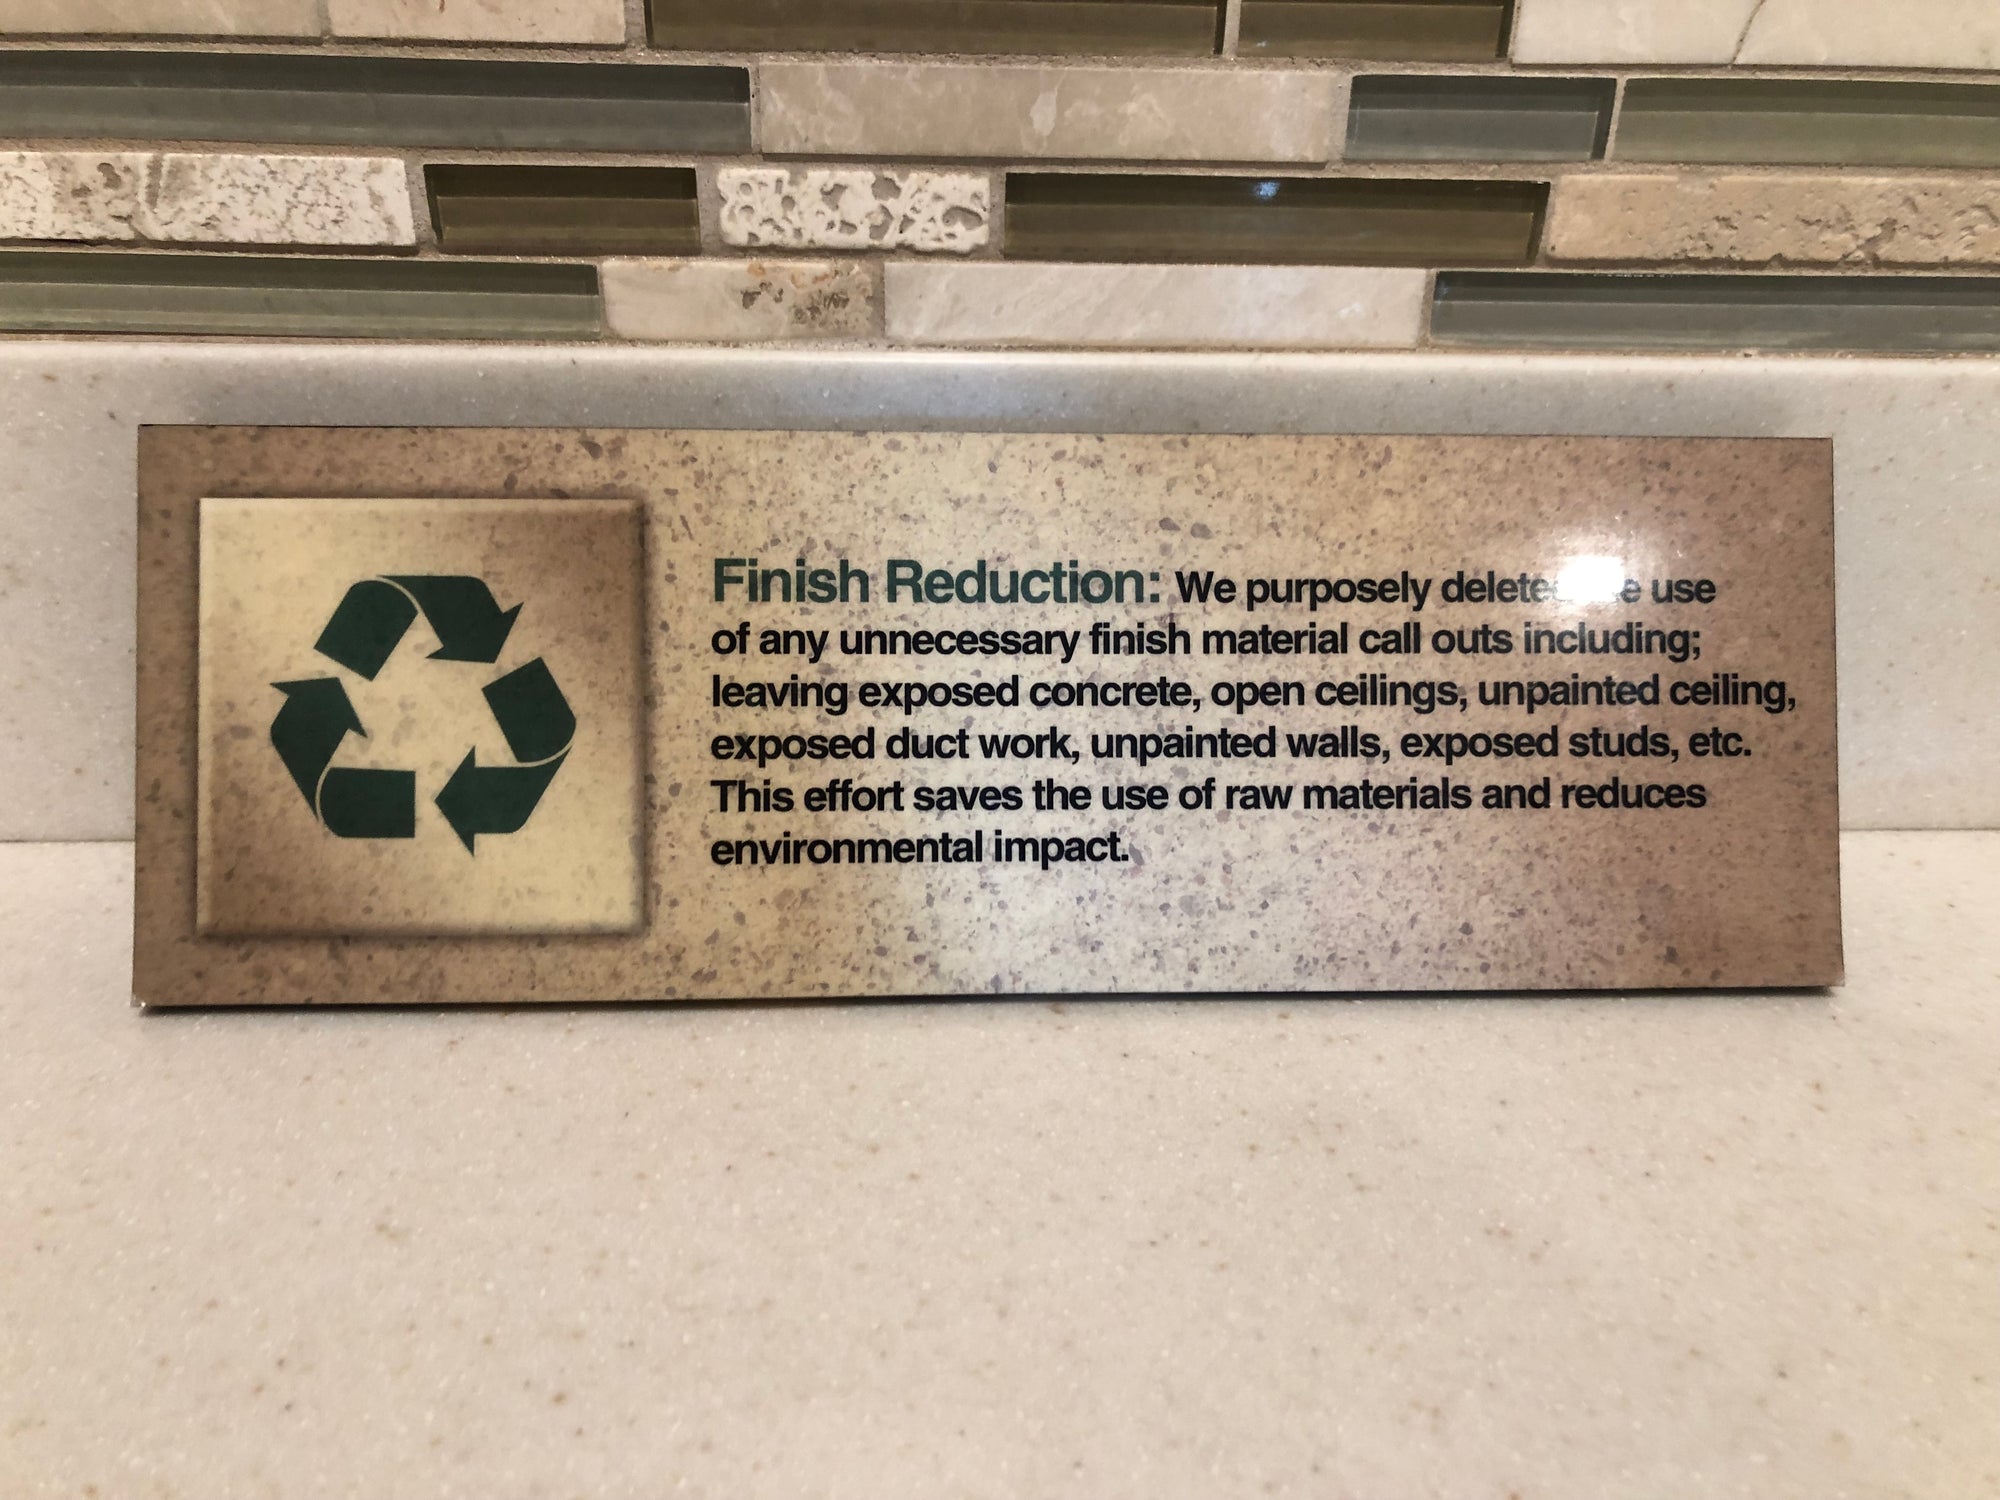 Finish Reduction: We purposely deleted use
of any unnecessary finish material call outs including;
leaving exposed concrete, open ceilings, unpainted ceiling,
exposed duct work, unpainted walls, exposed studs, etc.
This effort saves the use of raw materials and reduces
environmental impact.